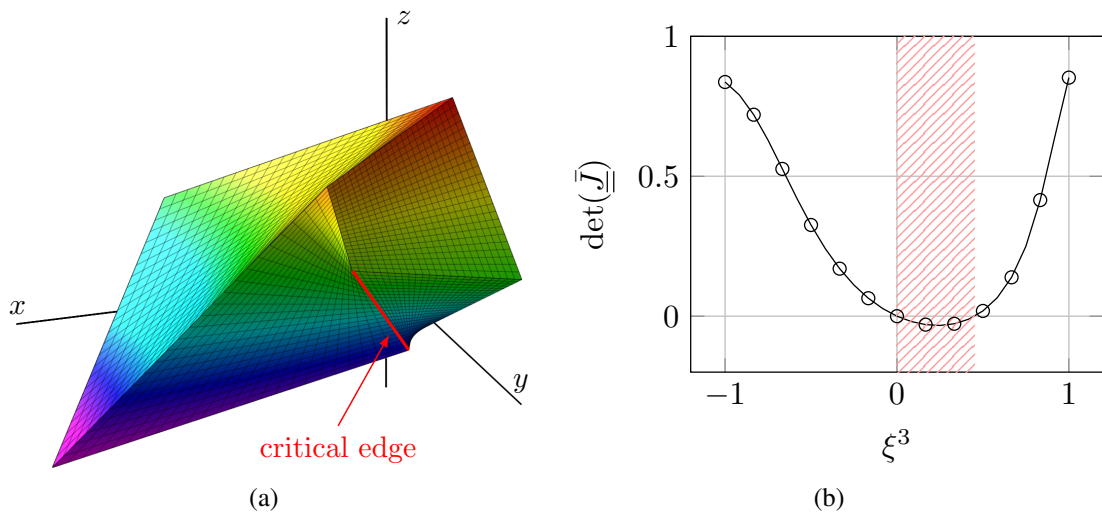 z
x
y
critical edge
(a)
1
0.5
0
det(J̲̲̄)
−1
0
1
ξ³
(b)